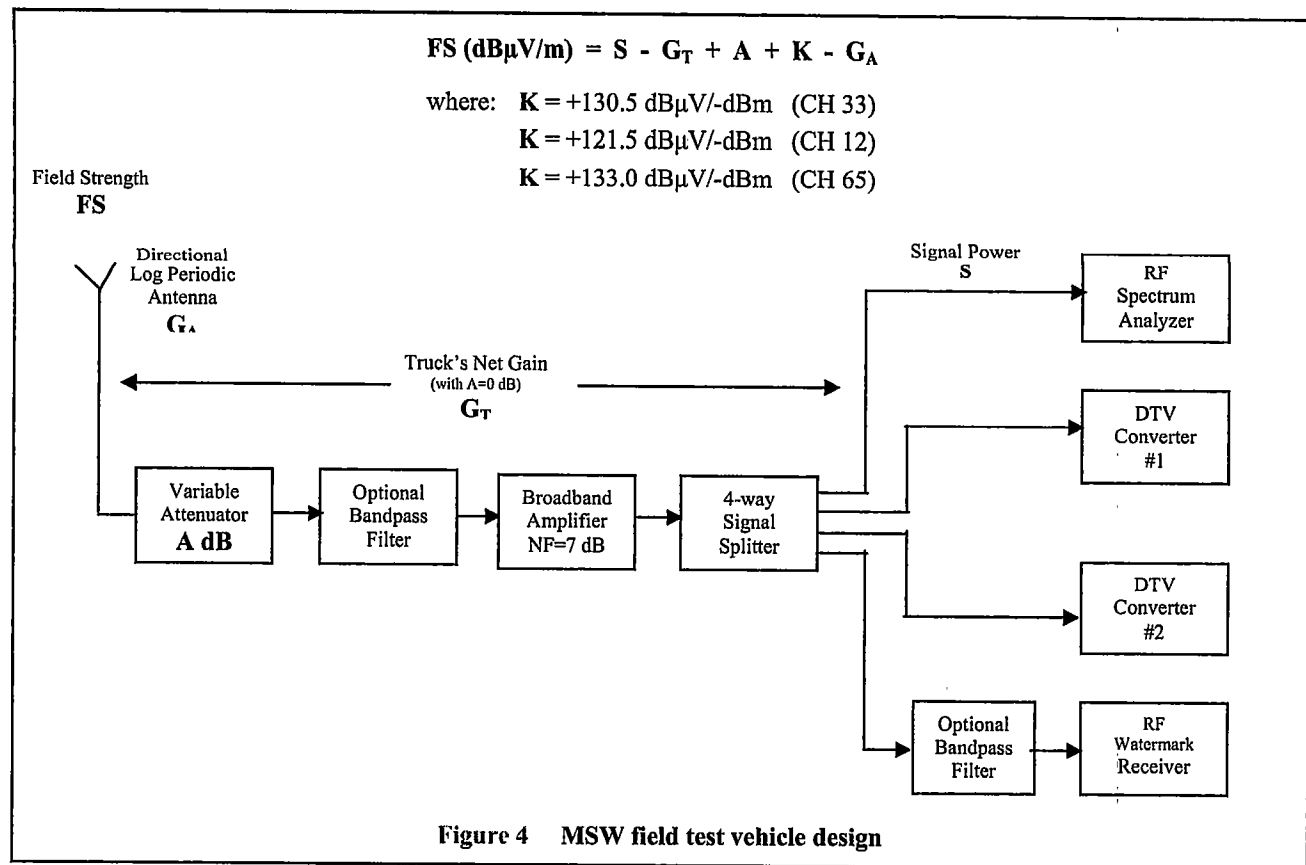 FS (dBµV/m) = S - G_T + A + K - G_A
where: K = +130.5 dBµV/-dBm (CH 33)
K = +121.5 dBµV/-dBm (CH 12)
K = +133.0 dBµV/-dBm (CH 65)
Field Strength
FS
Directional
Log Periodic
Antenna
G_A
Signal Power
S
RF
Spectrum
Analyzer
Truck's Net Gain
(with A=0 dB)
G_T
DTV
Converter
#1
Variable
Attenuator
A dB
Optional
Bandpass
Filter
Broadband
Amplifier
NF=7 dB
4-way
Signal
Splitter
DTV
Converter
#2
Optional
Bandpass
Filter
RF
Watermark
Receiver
Figure 4 MSW field test vehicle design